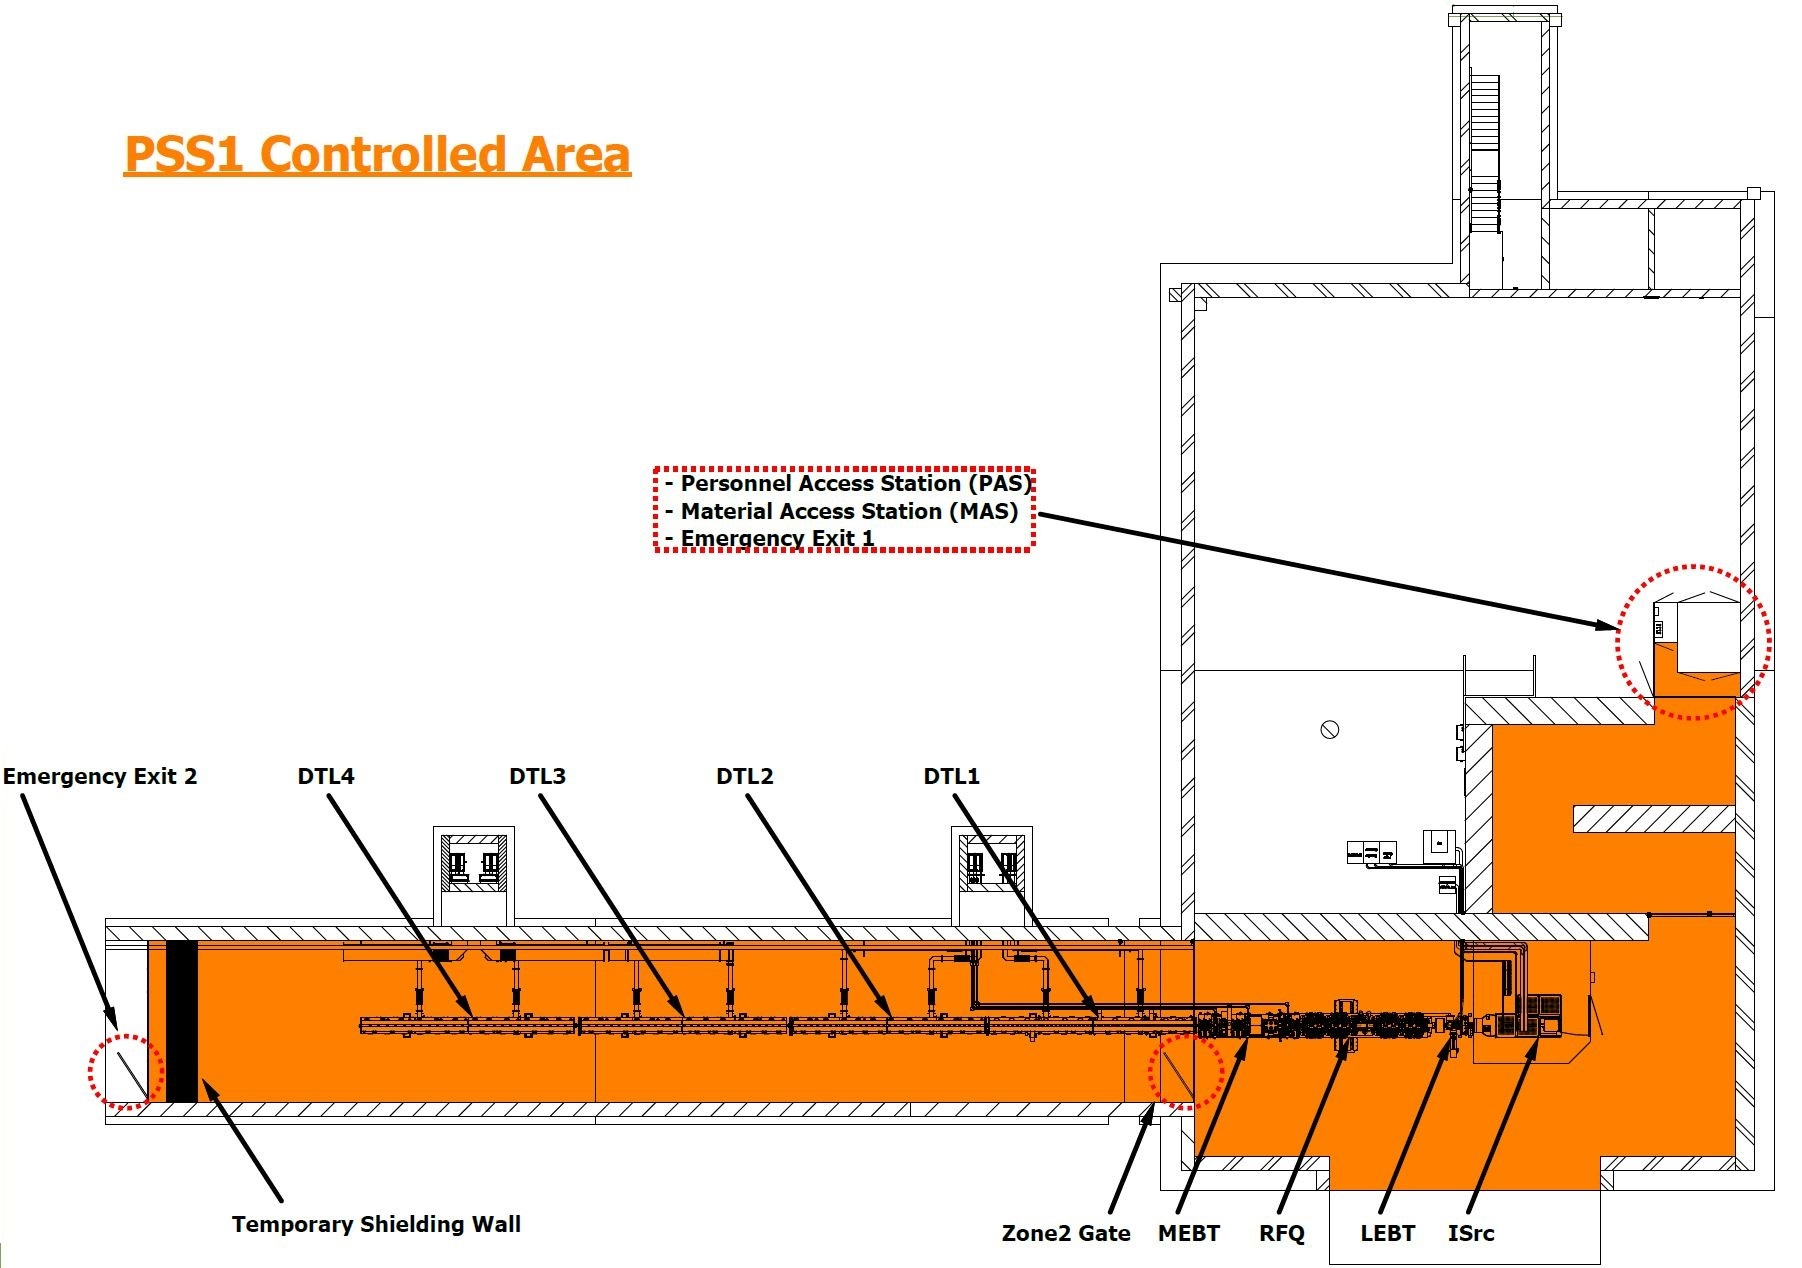 PSS1 Controlled Area
- Personnel Access Station (PAS)
- Material Access Station (MAS)
- Emergency Exit 1
Emergency Exit 2
DTL4
DTL3
DTL2
DTL1
Temporary Shielding Wall
Zone2 Gate
MEBT
RFQ
LEBT
ISrc